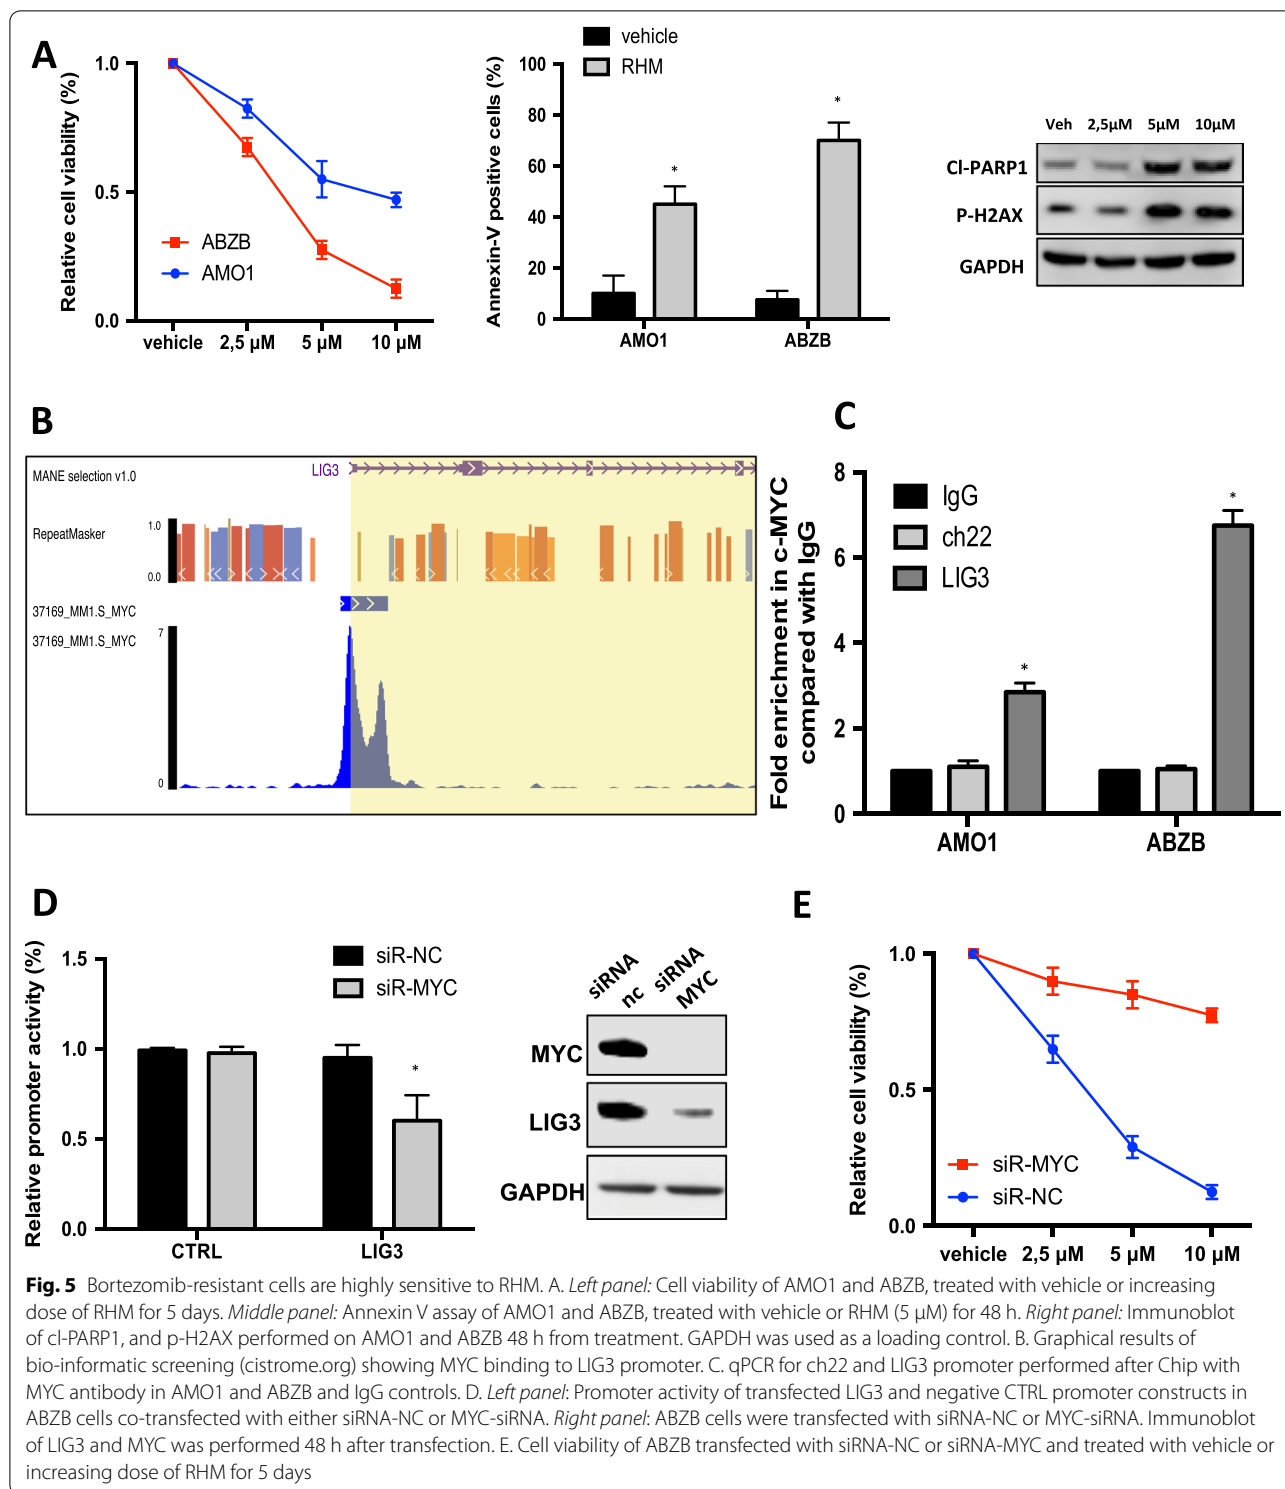 A
Relative cell viability (%)
1.0
0.5
0.0
ABZB
AMO1
vehicle 2,5 µM 5 µM 10 µM
vehicle
RHM
Annexin-V positive cells (%)
100
80
60
40
20
0
*
*
AMO1 ABZB
Veh 2,5µM 5µM 10µM
Cl-PARP1
P-H2AX
GAPDH
B
LIG3
MANE selection v1.0
RepeatMasker
1.0
0.0
37169_MM1.S_MYC
37169_MM1.S_MYC
7
0
C
Fold enrichment in c-MYC
compared with IgG
8
6
4
2
0
IgG
ch22
LIG3
*
*
AMO1 ABZB
D
Relative promoter activity (%)
1.5
1.0
0.5
0.0
siR-NC
siR-MYC
*
CTRL LIG3
siRNA nc
siRNA MYC
MYC
LIG3
GAPDH
E
Relative cell viability (%)
1.0
0.5
0.0
siR-MYC
siR-NC
vehicle 2,5 µM 5 µM 10 µM
Fig. 5 Bortezomib-resistant cells are highly sensitive to RHM. A. Left panel: Cell viability of AMO1 and ABZB, treated with vehicle or increasing
dose of RHM for 5 days. Middle panel: Annexin V assay of AMO1 and ABZB, treated with vehicle or RHM (5 µM) for 48 h. Right panel: Immunoblot
of cl-PARP1, and p-H2AX performed on AMO1 and ABZB 48 h from treatment. GAPDH was used as a loading control. B. Graphical results of
bio-informatic screening (cistrome.org) showing MYC binding to LIG3 promoter. C. qPCR for ch22 and LIG3 promoter performed after Chip with
MYC antibody in AMO1 and ABZB and IgG controls. D. Left panel: Promoter activity of transfected LIG3 and negative CTRL promoter constructs in
ABZB cells co-transfected with either siRNA-NC or MYC-siRNA. Right panel: ABZB cells were transfected with siRNA-NC or MYC-siRNA. Immunoblot
of LIG3 and MYC was performed 48 h after transfection. E. Cell viability of ABZB transfected with siRNA-NC or siRNA-MYC and treated with vehicle or
increasing dose of RHM for 5 days